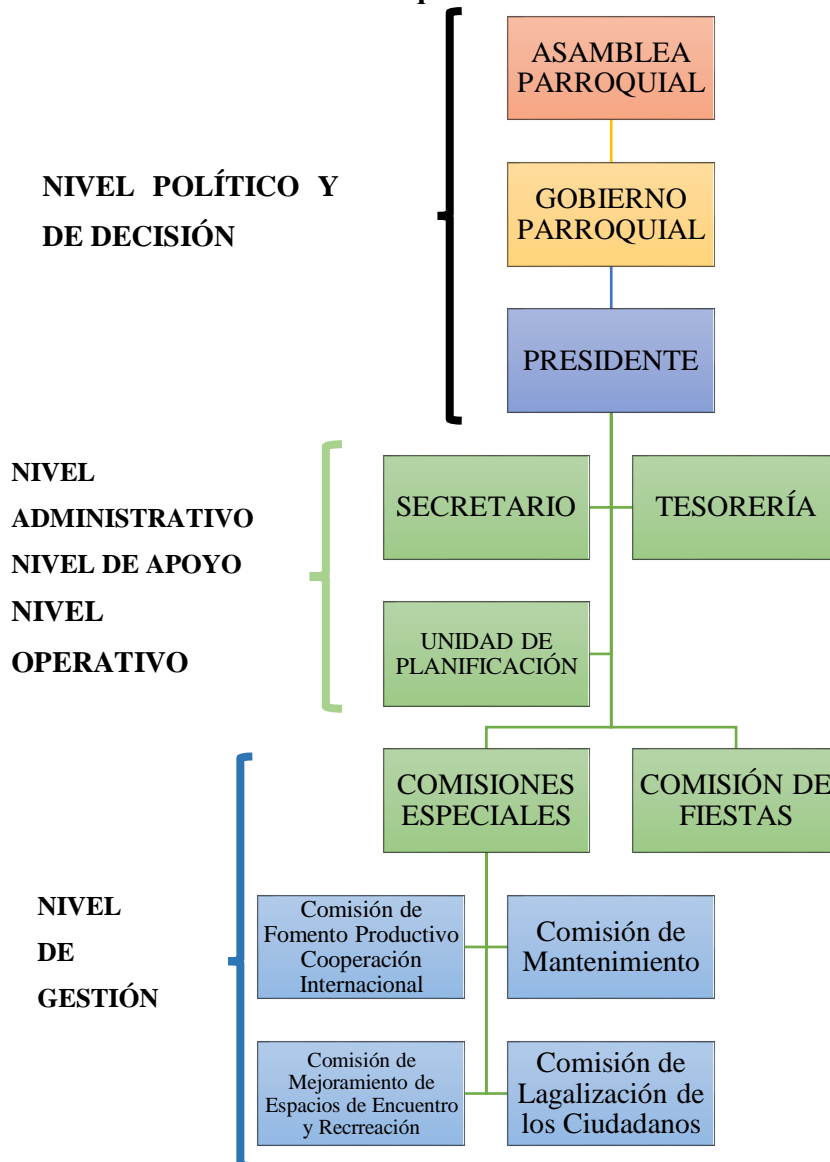 ASAMBLEA
PARROQUIAL
NIVEL POLÍTICO Y
DE DECISIÓN
GOBIERNO
PARROQUIAL
PRESIDENTE
NIVEL
ADMINISTRATIVO
NIVEL DE APOYO
NIVEL
OPERATIVO
SECRETARIO
TESORERÍA
UNIDAD DE
PLANIFICACIÓN
COMISIONES
ESPECIALES
COMISIÓN DE
FIESTAS
NIVEL
DE
GESTIÓN
Comisión de
Fomento Productivo
Cooperación
Internacional
Comisión de
Mantenimiento
Comisión de
Mejoramiento de
Espacios de Encuentro
y Recrreación
Comisión de
Lagalización de
los Ciudadanos